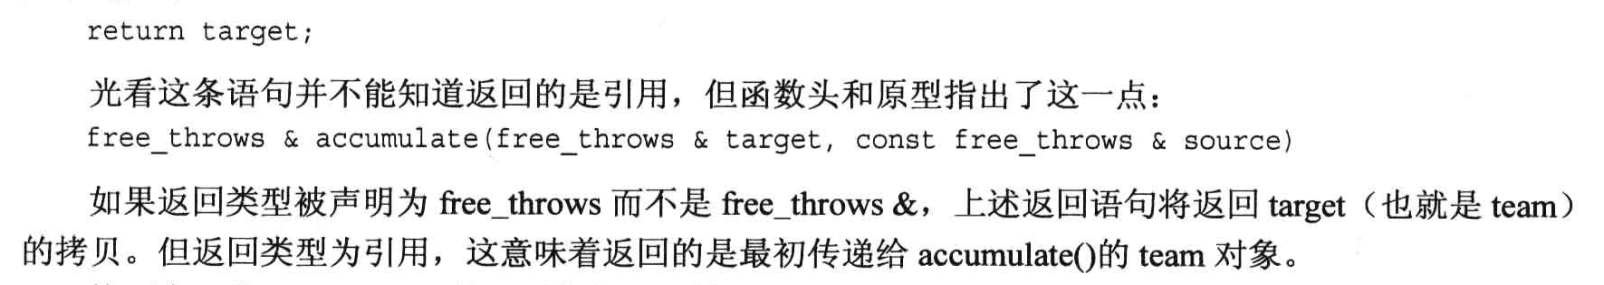 return target;
光看这条语句并不能知道返回的是引用，但函数头和原型指出了这一点：
free_throws & accumulate(free_throws & target, const free_throws & source)
如果返回类型被声明为 free_throws 而不是 free_throws &，上述返回语句将返回 target（也就是 team）
的拷贝。但返回类型为引用，这意味着返回的是最初传递给 accumulate()的 team 对象。